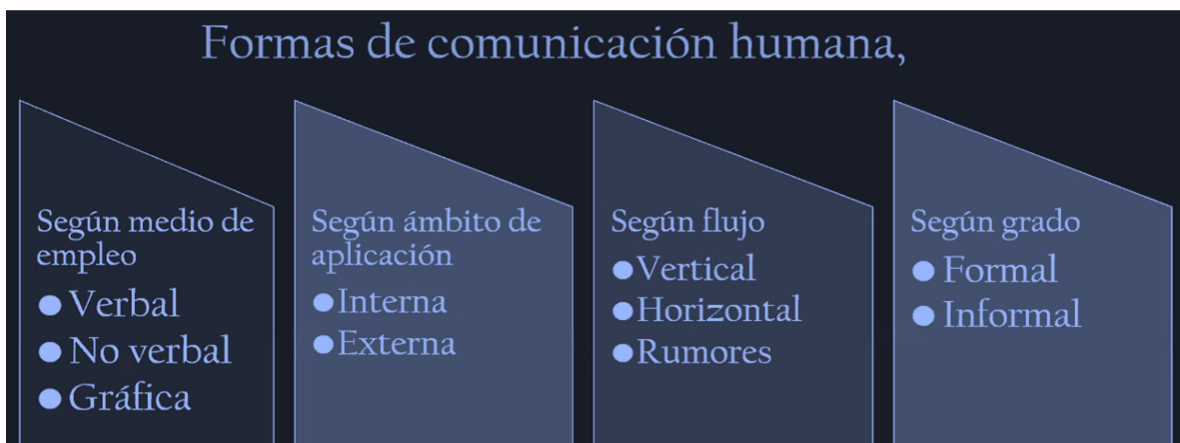 Formas de comunicación humana,
Según medio de
empleo
● Verbal
● No verbal
● Gráfica
Según ámbito de
aplicación
● Interna
● Externa
Según flujo
● Vertical
● Horizontal
● Rumores
Según grado
● Formal
● Informal